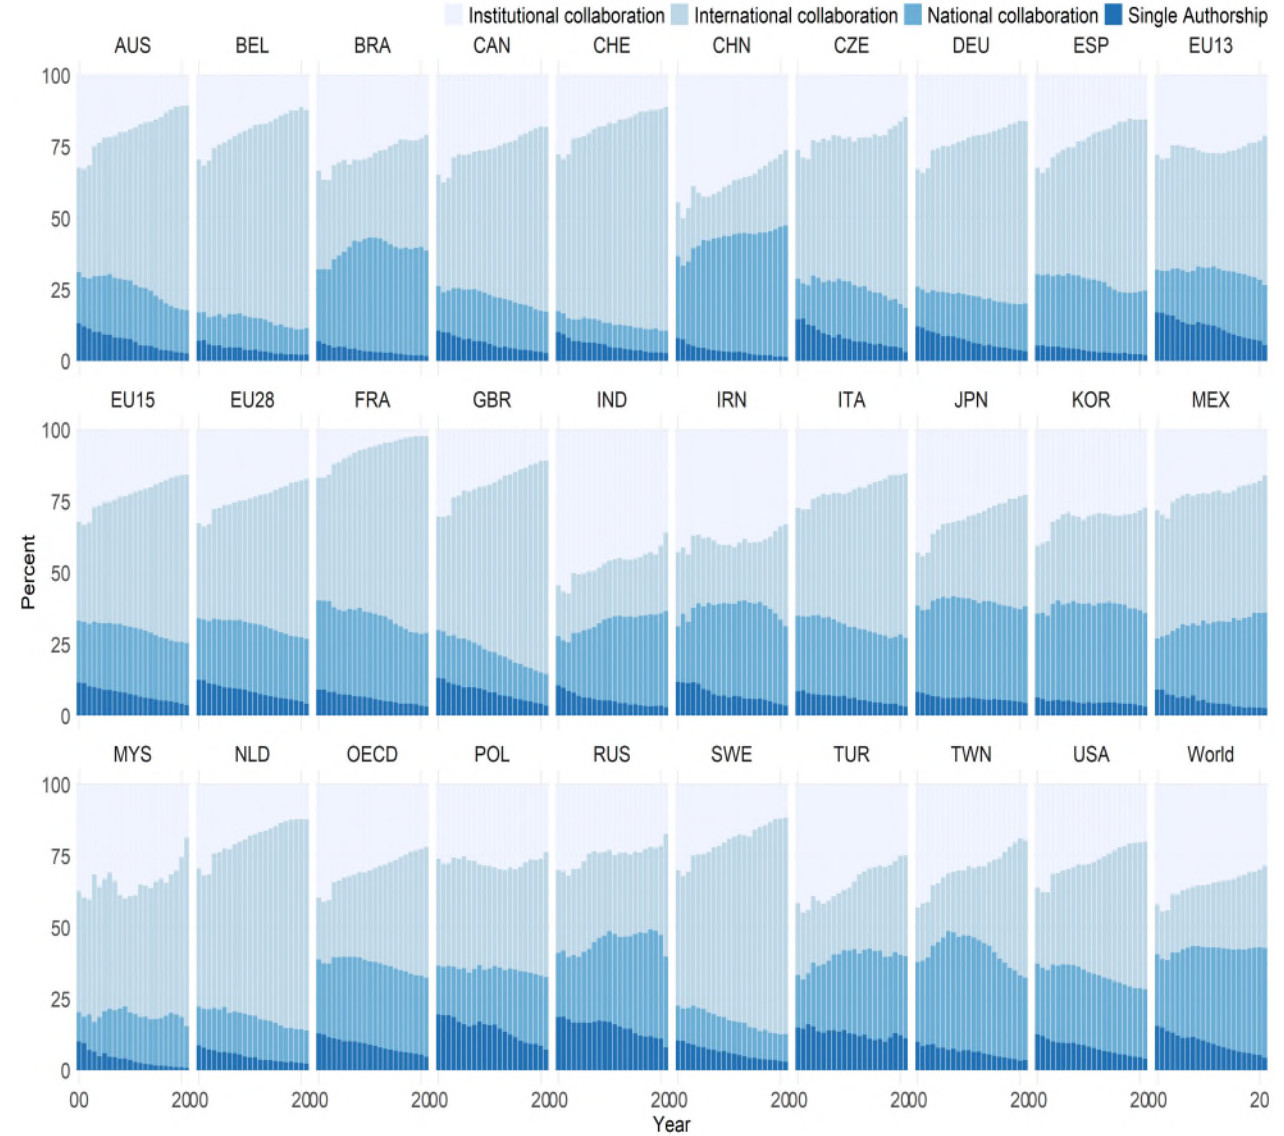 Institutional collaboration International collaboration National collaboration Single Authorship
AUS BEL BRA CAN CHE CHN CZE DEU ESP EU13
100
75
50
25
0
EU15 EU28 FRA GBR IND IRN ITA JPN KOR MEX
100
75
50
25
0
Percent
MYS NLD OECD POL RUS SWE TUR TWN USA World
100
75
50
25
0
00 2000 2000 2000 2000 2000 2000 2000 2000 2000 20
Year